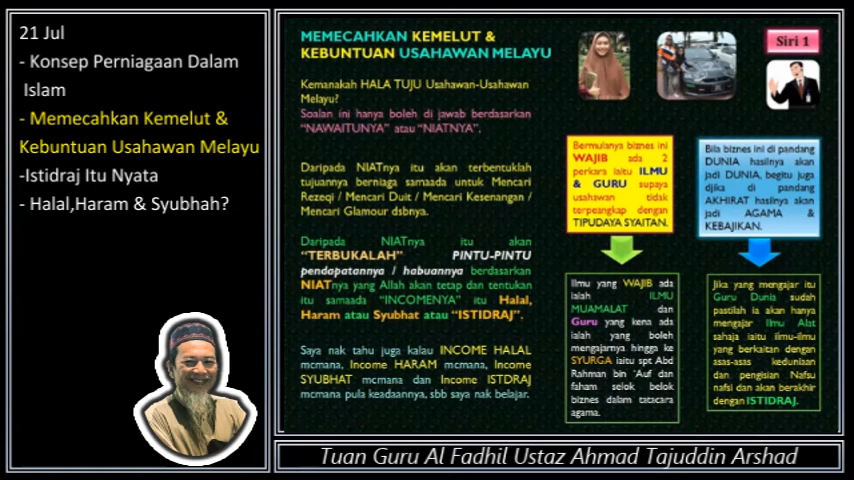 21 Jul
- Konsep Perniagaan Dalam
Islam
- Memecahkan Kemelut &
Kebuntuan Usahawan Melayu
-Istidraj Itu Nyata
- Halal,Haram & Syubhah?
MEMECAHKAN KEMELUT &
KEBUNTUAN USAHAWAN MELAYU
Siri 1
Kemanakah HALA TUJU Usahawan-Usahawan
Melayu?
Soalan ini hanya boleh di jawab berdasarkan
"NAWAITUNYA" atau "NIATNYA".
Daripada NIATnya itu akan terbentuklah
tujuannya berniaga samaada untuk Mencari
Rezeqi / Mencari Duit / Mencari Kesenangan /
Mencari Glamour dsbnya.
Daripada NIATnya itu akan
"TERBUKALAH" PINTU-PINTU
pendapatannya / habuannya berdasarkan
NIATnya yang Allah akan tetap dan tentukan
itu samaada "INCOMENYA" itu Halal,
Haram atau Syubhat atau "ISTIDRAJ".
Saya nak tahu juga kalau INCOME HALAL
mcmana, Income HARAM mcmana, Income
SYUBHAT mcmana dan Income ISTDRAJ
mcmana pula keadaannya, sbb saya nak belajar.
Bermulanya biznes ini
WAJIB ada 2
perkara iaitu ILMU
& GURU supaya
usahawan tidak
terpeangkap dengan
TIPUDAYA SYAITAN.
Ilmu yang WAJIB ada
ialah ILMU
MUAMALAT dan
Guru yang kena ada
ialah yang boleh
mengajarnya hingga ke
SYURGA iaitu spt Abd
Rahman bin 'Auf dan
faham selok belok
biznes dalam tatacara
agama.
Bila biznes ini di pandang
DUNIA hasilnya akan
jadi DUNIA, begitu juga
djika di pandang
AKHIRAT hasilnya akan
jadi AGAMA &
KEBAJIKAN.
Jika yang mengajar itu
Guru Dunia sudah
pastilah ia akan hanya
mengajar Ilmu Alat
sahaja iaitu ilmu-ilmu
yang berkaitan dengan
asas-asas keduniaan
dan pengisian Nafsu
nafsi dan akan berakhir
dengan ISTIDRAJ.
Tuan Guru Al Fadhil Ustaz Ahmad Tajuddin Arshad